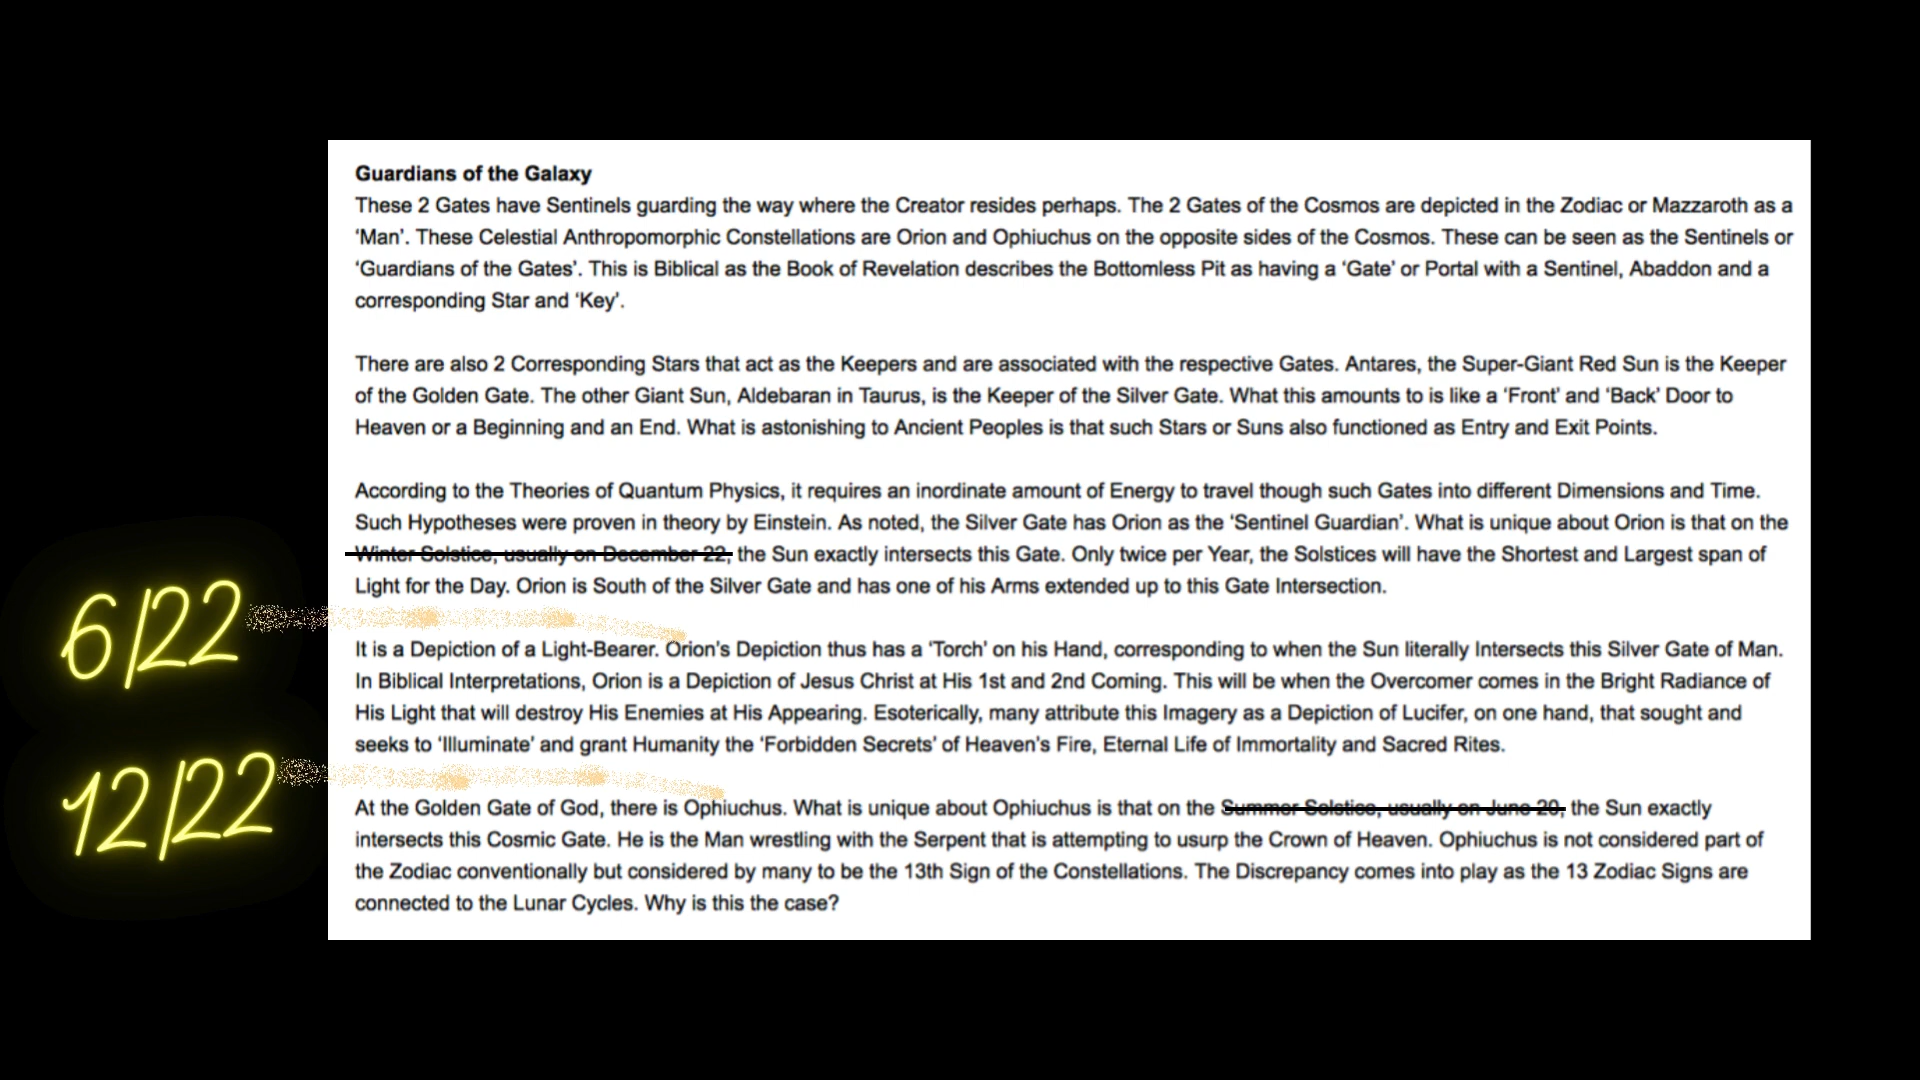 Guardians of the Galaxy
These 2 Gates have Sentinels guarding the way where the Creator resides perhaps. The 2 Gates of the Cosmos are depicted in the Zodiac or Mazzaroth as a
‘Man’. These Celestial Anthropomorphic Constellations are Orion and Ophiuchus on the opposite sides of the Cosmos. These can be seen as the Sentinels or
‘Guardians of the Gates’. This is Biblical as the Book of Revelation describes the Bottomless Pit as having a ‘Gate’ or Portal with a Sentinel, Abaddon and a
corresponding Star and ‘Key’.
There are also 2 Corresponding Stars that act as the Keepers and are associated with the respective Gates. Antares, the Super-Giant Red Sun is the Keeper
of the Golden Gate. The other Giant Sun, Aldebaran in Taurus, is the Keeper of the Silver Gate. What this amounts to is like a ‘Front’ and ‘Back’ Door to
Heaven or a Beginning and an End. What is astonishing to Ancient Peoples is that such Stars or Suns also functioned as Entry and Exit Points.
According to the Theories of Quantum Physics, it requires an inordinate amount of Energy to travel though such Gates into different Dimensions and Time.
Such Hypotheses were proven in theory by Einstein. As noted, the Silver Gate has Orion as the ‘Sentinel Guardian’. What is unique about Orion is that on the
Winter Solstice, usually on December 22, the Sun exactly intersects this Gate. Only twice per Year, the Solstices will have the Shortest and Largest span of
Light for the Day. Orion is South of the Silver Gate and has one of his Arms extended up to this Gate Intersection.
6/22
It is a Depiction of a Light-Bearer. Orion’s Depiction thus has a ‘Torch’ on his Hand, corresponding to when the Sun literally Intersects this Silver Gate of Man.
In Biblical Interpretations, Orion is a Depiction of Jesus Christ at His 1st and 2nd Coming. This will be when the Overcomer comes in the Bright Radiance of
His Light that will destroy His Enemies at His Appearing. Esoterically, many attribute this Imagery as a Depiction of Lucifer, on one hand, that sought and
seeks to ‘Illuminate’ and grant Humanity the ‘Forbidden Secrets’ of Heaven’s Fire, Eternal Life of Immortality and Sacred Rites.
12/22
At the Golden Gate of God, there is Ophiuchus. What is unique about Ophiuchus is that on the Summer Solstice, usually on June 20, the Sun exactly
intersects this Cosmic Gate. He is the Man wrestling with the Serpent that is attempting to usurp the Crown of Heaven. Ophiuchus is not considered part of
the Zodiac conventionally but considered by many to be the 13th Sign of the Constellations. The Discrepancy comes into play as the 13 Zodiac Signs are
connected to the Lunar Cycles. Why is this the case?